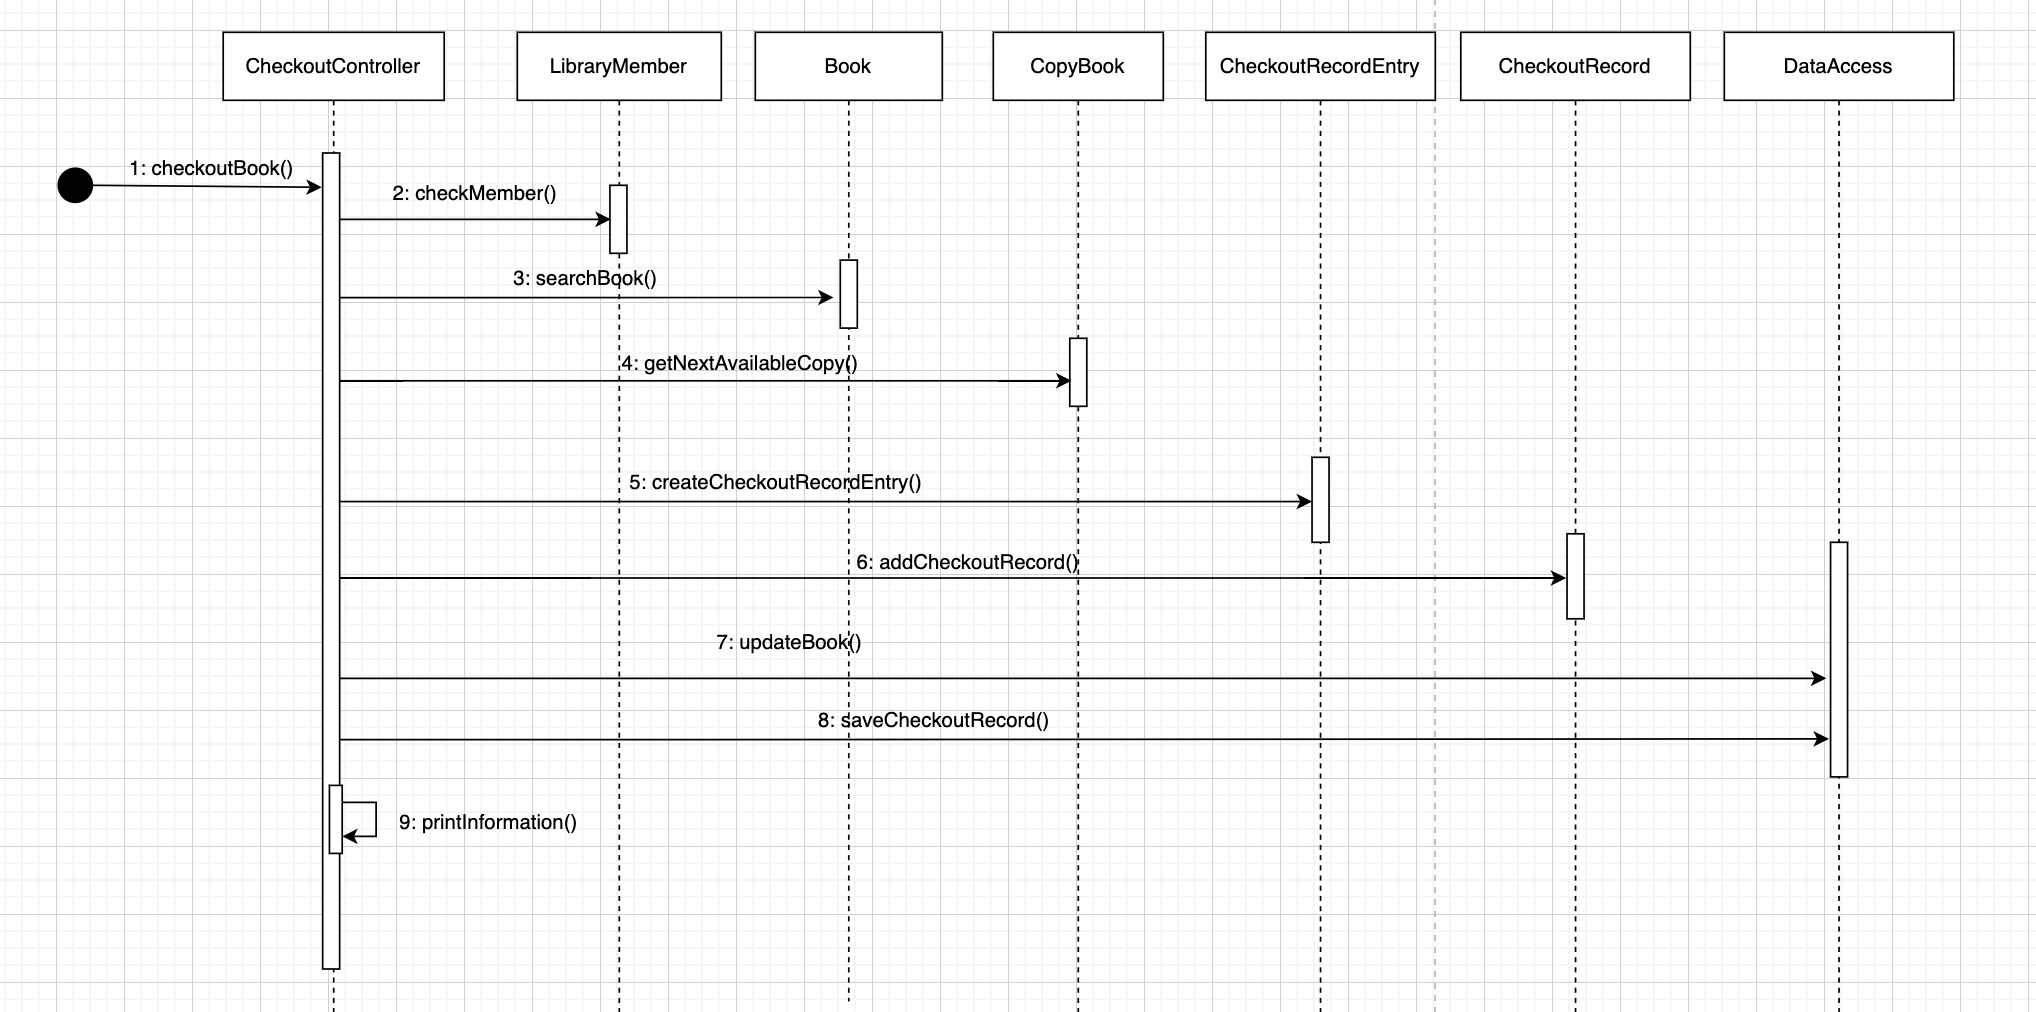 CheckoutController
LibraryMember
Book
CopyBook
CheckoutRecordEntry
CheckoutRecord
DataAccess
1: checkoutBook()
2: checkMember()
3: searchBook()
4: getNextAvailableCopy()
5: createCheckoutRecordEntry()
6: addCheckoutRecord()
7: updateBook()
8: saveCheckoutRecord()
9: printInformation()